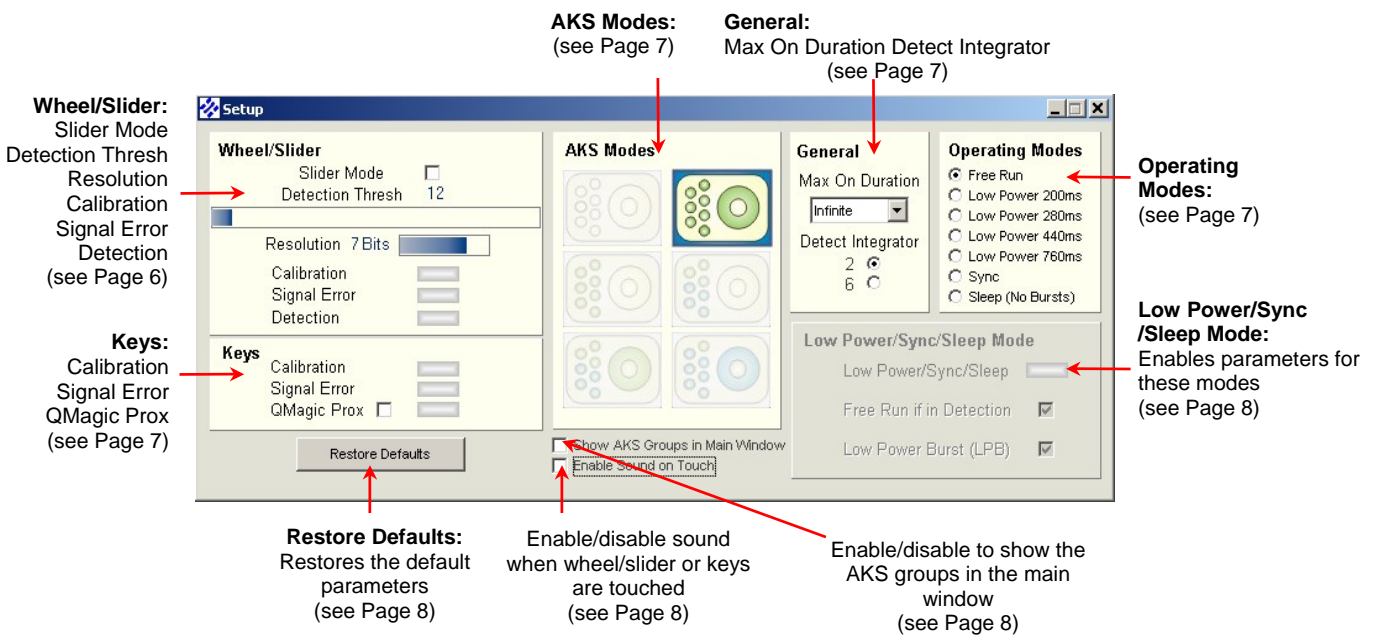 AKS Modes:
(see Page 7)
General:
Max On Duration Detect Integrator
(see Page 7)
Wheel/Slider:
Slider Mode
Detection Thresh
Resolution
Calibration
Signal Error
Detection
(see Page 6)
Keys:
Calibration
Signal Error
QMagic Prox
(see Page 7)
Setup
Wheel/Slider
Slider Mode
Detection Thresh 12
Resolution 7 Bits
Calibration
Signal Error
Detection
Keys
Calibration
Signal Error
QMagic Prox
Restore Defaults
AKS Modes
Show AKS Groups in Main Window
Enable Sound on Touch
General
Max On Duration
Infinite
Detect Integrator
2
6
Operating Modes
Free Run
Low Power 200ms
Low Power 280ms
Low Power 440ms
Low Power 760ms
Sync
Sleep (No Bursts)
Low Power/Sync/Sleep Mode
Low Power/Sync/Sleep
Free Run if in Detection
Low Power Burst (LPB)
Operating
Modes:
(see Page 7)
Low Power/Sync
/Sleep Mode:
Enables parameters for
these modes
(see Page 8)
Restore Defaults:
Restores the default
parameters
(see Page 8)
Enable/disable sound
when wheel/slider or keys
are touched
(see Page 8)
Enable/disable to show the
AKS groups in the main
window
(see Page 8)